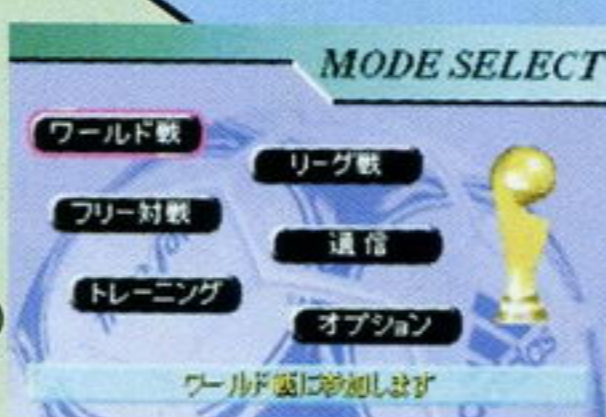 MODE SELECT
ワールド戦
リーグ戦
フリー対戦
通信
トレーニング
オプション
ワールド戦に参加します